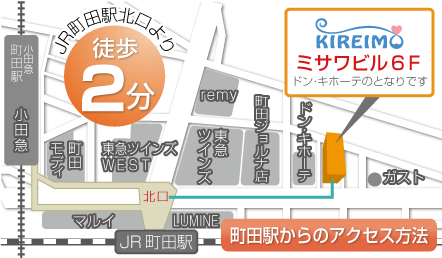 JR町田駅北口より
徒歩
2分
KIREIMO
ミサワビル6F
ドン・キホーテのとなりです
小田急
町田駅
小田急
町田
モディ
東急ツインズ
WEST
remy
東急
ツインズ
町田ジョルナ店
ドン・キホーテ
ガスト
北口
マルイ
LUMINE
JR町田駅
町田駅からのアクセス方法